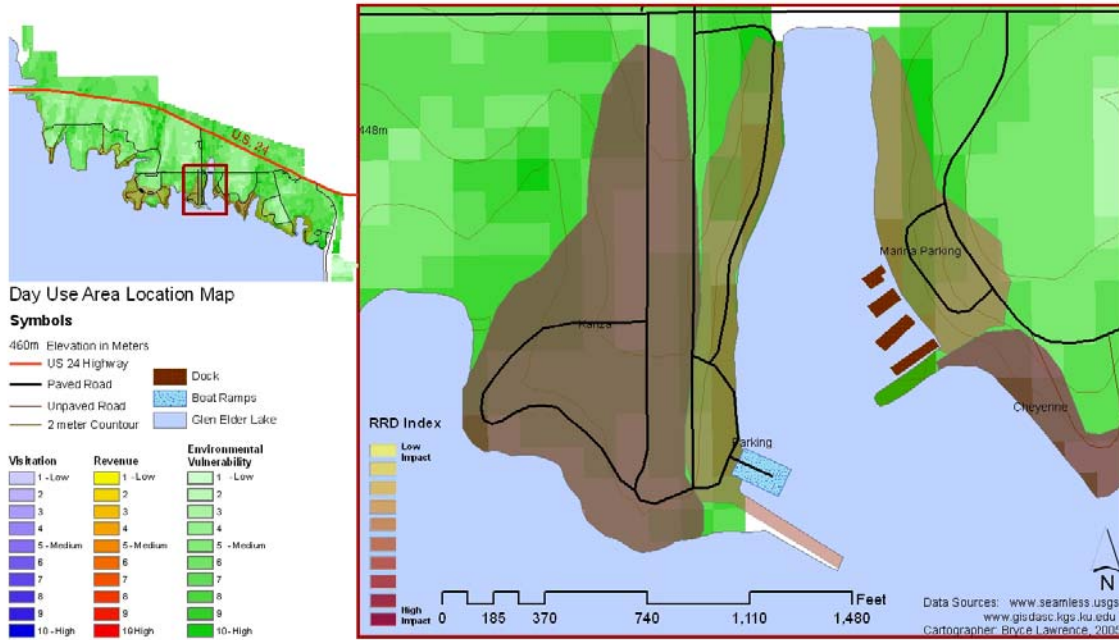 U.S. 24
Day Use Area Location Map
Symbols
460m Elevation in Meters
US 24 Highway
Paved Road
Unpaved Road
2 meter Countour
Dock
Boat Ramps
Glen Elder Lake
Visitation
1 - Low
2
3
4
5 - Medium
6
7
8
9
10 - High
Revenue
1 - Low
2
3
4
5 - Medium
6
7
8
9
10 High
Environmental
Vulnerability
1 - Low
2
3
4
5 - Medium
6
7
8
9
10 - High
448m
Kanza
Marina Parking
Cheyenne
Parking
RRD Index
Low
Impact
High
Impact
Feet
0 185 370 740 1,110 1,480
N
Data Sources: www.seamless.usgs
www.gisdasc.kgs.ku.edu
Cartographer: Bryce Lawrence, 2005